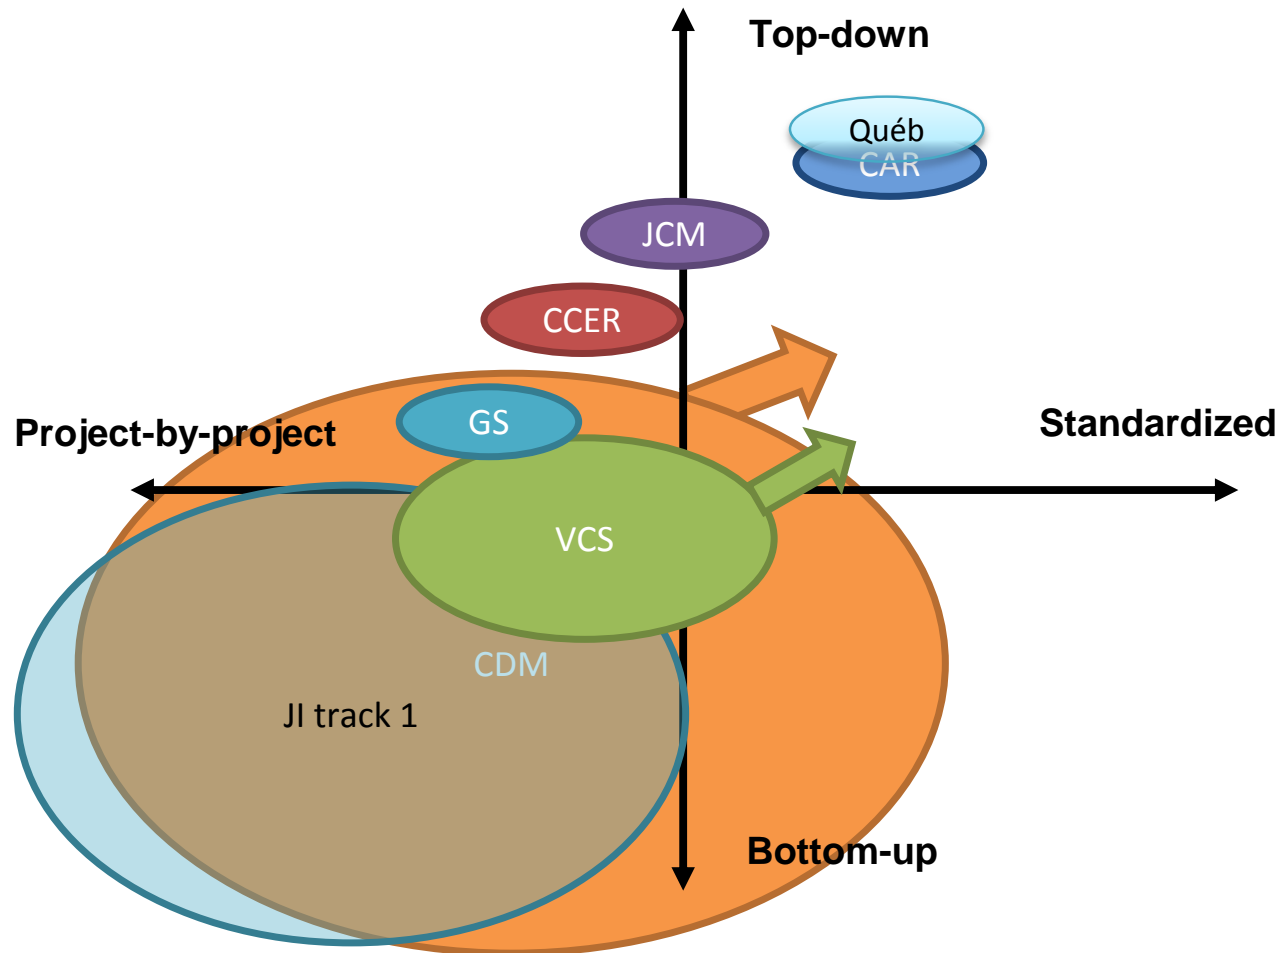 Top-down
Québ
CAR
JCM
CCER
GS
Project-by-project
Standardized
VCS
CDM
JI track 1
Bottom-up